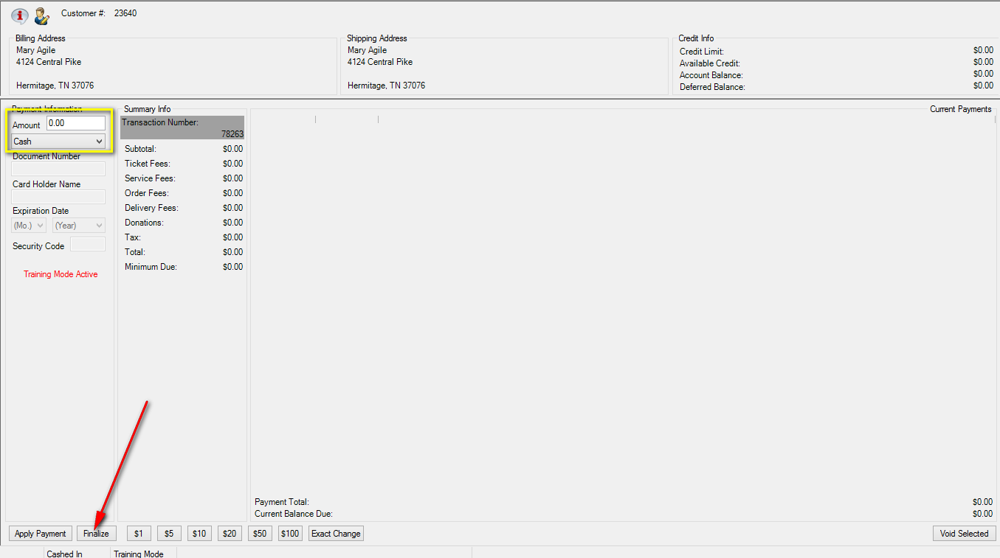 Customer #: 23640
Billing Address
Mary Agile
4124 Central Pike
Hermitage, TN 37076
Shipping Address
Mary Agile
4124 Central Pike
Hermitage, TN 37076
Credit Info
Credit Limit: $0.00
Available Credit: $0.00
Account Balance: $0.00
Deferred Balance: $0.00
Payment Information
Amount 0.00
Cash
Document Number
Card Holder Name
Expiration Date
(Mo.) (Year)
Security Code
Training Mode Active
Summary Info
Transaction Number:
78263
Subtotal: $0.00
Ticket Fees: $0.00
Service Fees: $0.00
Order Fees: $0.00
Delivery Fees: $0.00
Donations: $0.00
Tax: $0.00
Total: $0.00
Minimum Due: $0.00
Current Payments
Payment Total: $0.00
Current Balance Due: $0.00
Apply Payment Finalize $1 $5 $10 $20 $50 $100 Exact Change Void Selected
Cashed In Training Mode